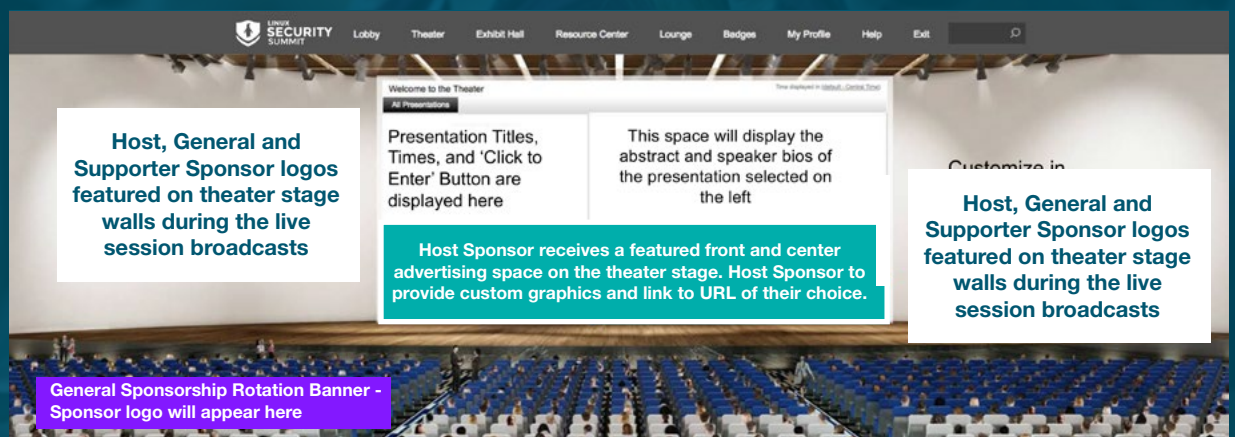 LINUX
SECURITY
SUMMIT
Lobby Theater Exhibit Hall Resource Center Lounge Badges My Profile Help Exit
Welcome to the Theater
Time displayed in (default - Central Time)
All Presentations
Host, General and
Supporter Sponsor logos
featured on theater stage
walls during the live
session broadcasts
Presentation Titles,
Times, and ‘Click to
Enter’ Button are
displayed here
This space will display the
abstract and speaker bios of
the presentation selected on
the left
Customize in
Host, General and
Supporter Sponsor logos
featured on theater stage
walls during the live
session broadcasts
Host Sponsor receives a featured front and center
advertising space on the theater stage. Host Sponsor to
provide custom graphics and link to URL of their choice.
General Sponsorship Rotation Banner -
Sponsor logo will appear here